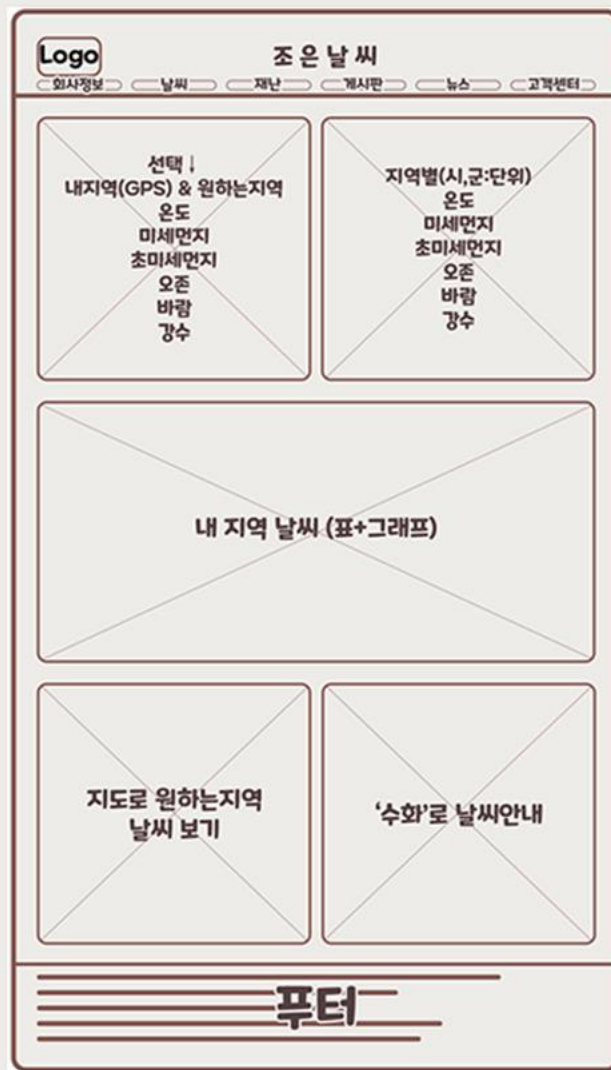 Logo
조은날씨
회사정보 날씨 재난 게시판 뉴스 고객센터
선택↓
내지역(GPS) & 원하는지역
온도
미세먼지
초미세먼지
오존
바람
강수
지역별(시,군:단위)
온도
미세먼지
초미세먼지
오존
바람
강수
내 지역 날씨 (표+그래프)
지도로 원하는지역
날씨 보기
‘수화’로 날씨안내
푸터